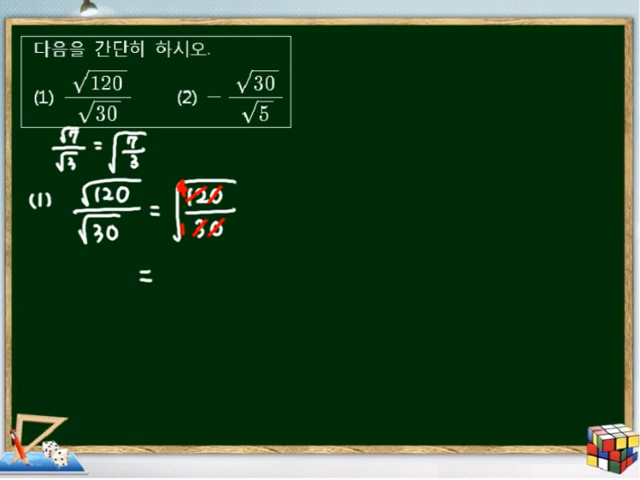 다음을 간단히 하시오.
(1) √120/√30 (2) −√30/√5
√7/√3 = √(7/3)
(1) √120/√30 = √(120/30)
=